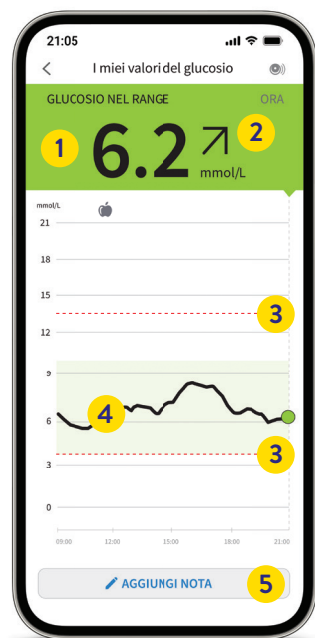 21:05
I miei valori del glucosio
GLUCOSIO NEL RANGE ORA
1 6.2 2
mmol/L
mmol/L
21
18
15
3
12
9
4
6
3
3
0
09:00 12:00 15:00 18:00 21:00
AGGIUNGI NOTA 5